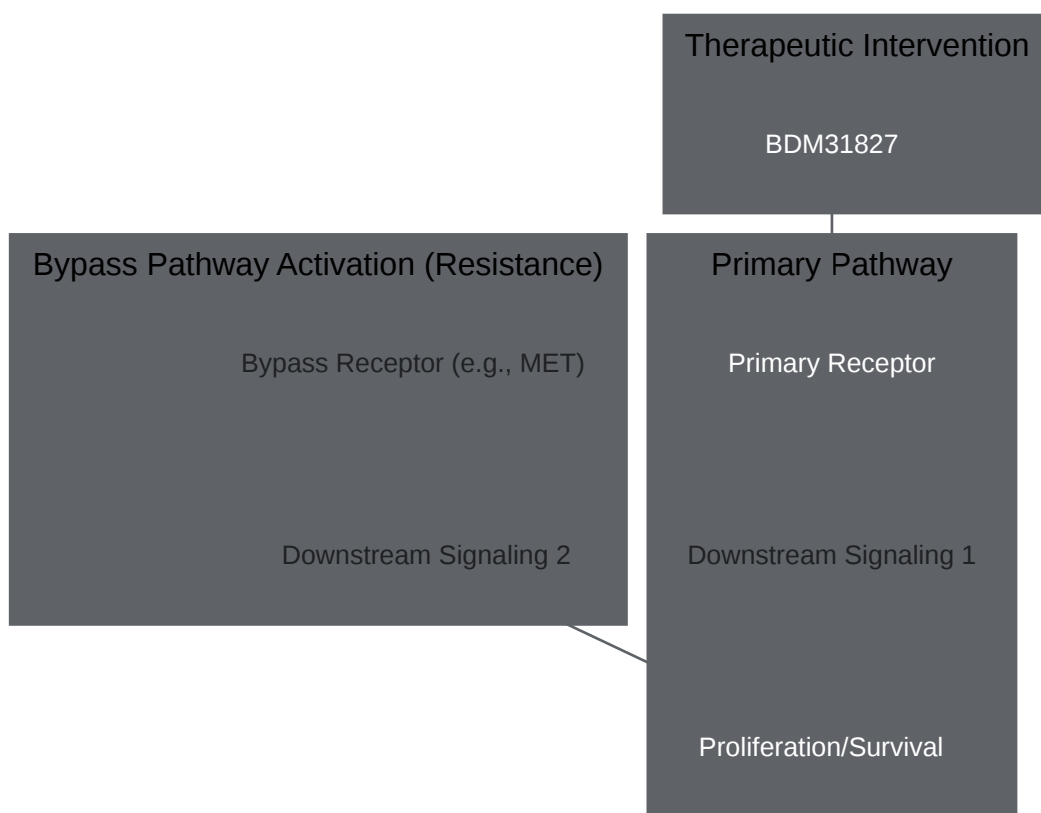 Therapeutic Intervention
BDM31827
Bypass Pathway Activation (Resistance)
Bypass Receptor (e.g., MET)
Downstream Signaling 2
Primary Pathway
Primary Receptor
Downstream Signaling 1
Proliferation/Survival